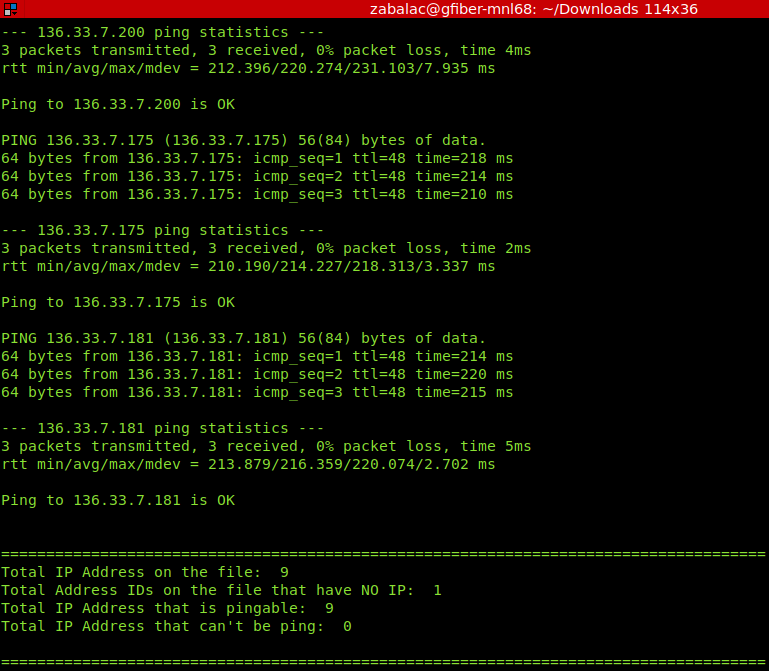 zabalac@gfiber-mnl68: ~/Downloads 114x36
--- 136.33.7.200 ping statistics ---
3 packets transmitted, 3 received, 0% packet loss, time 4ms
rtt min/avg/max/mdev = 212.396/220.274/231.103/7.935 ms
Ping to 136.33.7.200 is OK
PING 136.33.7.175 (136.33.7.175) 56(84) bytes of data.
64 bytes from 136.33.7.175: icmp_seq=1 ttl=48 time=218 ms
64 bytes from 136.33.7.175: icmp_seq=2 ttl=48 time=214 ms
64 bytes from 136.33.7.175: icmp_seq=3 ttl=48 time=210 ms
--- 136.33.7.175 ping statistics ---
3 packets transmitted, 3 received, 0% packet loss, time 2ms
rtt min/avg/max/mdev = 210.190/214.227/218.313/3.337 ms
Ping to 136.33.7.175 is OK
PING 136.33.7.181 (136.33.7.181) 56(84) bytes of data.
64 bytes from 136.33.7.181: icmp_seq=1 ttl=48 time=214 ms
64 bytes from 136.33.7.181: icmp_seq=2 ttl=48 time=220 ms
64 bytes from 136.33.7.181: icmp_seq=3 ttl=48 time=215 ms
--- 136.33.7.181 ping statistics ---
3 packets transmitted, 3 received, 0% packet loss, time 5ms
rtt min/avg/max/mdev = 213.879/216.359/220.074/2.702 ms
Ping to 136.33.7.181 is OK
=====================================================================================
Total IP Address on the file:  9
Total Address IDs on the file that have NO IP:  1
Total IP Address that is pingable:  9
Total IP Address that can't be ping:  0
=====================================================================================